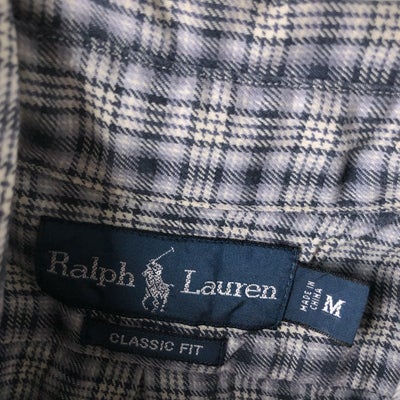 Ralph Lauren
MADE IN
CHINA
M
CLASSIC FIT